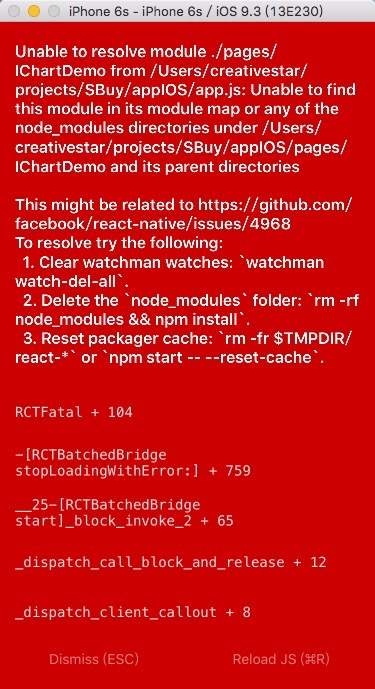 iPhone 6s - iPhone 6s / iOS 9.3 (13E230)
Unable to resolve module ./pages/
IChartDemo from /Users/creativestar/
projects/SBuy/appIOS/app.js: Unable to find
this module in its module map or any of the
node_modules directories under /Users/
creativestar/projects/SBuy/appIOS/pages/
IChartDemo and its parent directories
This might be related to https://github.com/
facebook/react-native/issues/4968
To resolve try the following:
1. Clear watchman watches: `watchman
watch-del-all`.
2. Delete the `node_modules` folder: `rm -rf
node_modules && npm install`.
3. Reset packager cache: `rm -fr $TMPDIR/
react-*` or `npm start -- --reset-cache`.
RCTFatal + 104
-[RCTBatchedBridge
stopLoadingWithError:] + 759
__25-[RCTBatchedBridge
start]_block_invoke_2 + 65
_dispatch_call_block_and_release + 12
_dispatch_client_callout + 8
Dismiss (ESC)
Reload JS (⌘R)